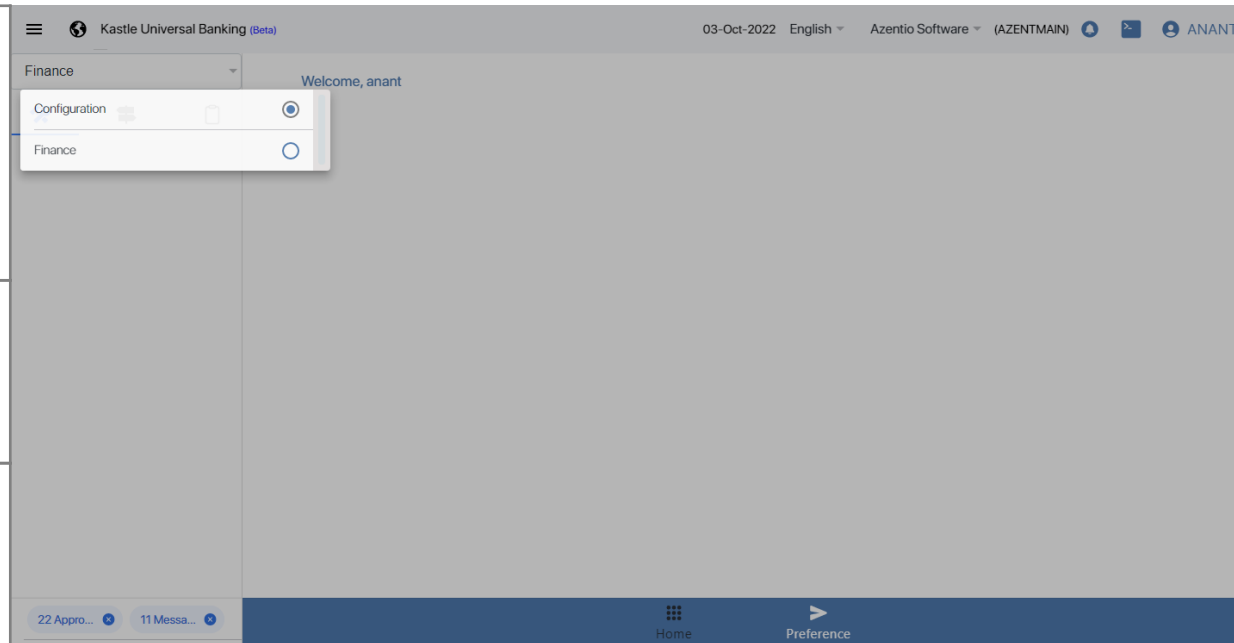 Kastle Universal Banking (Beta)
03-Oct-2022 English Azentio Software (AZENTMAIN) ANANT
Finance
Welcome, anant
Configuration
Finance
22 Appro... 11 Messa...
Home
Preference